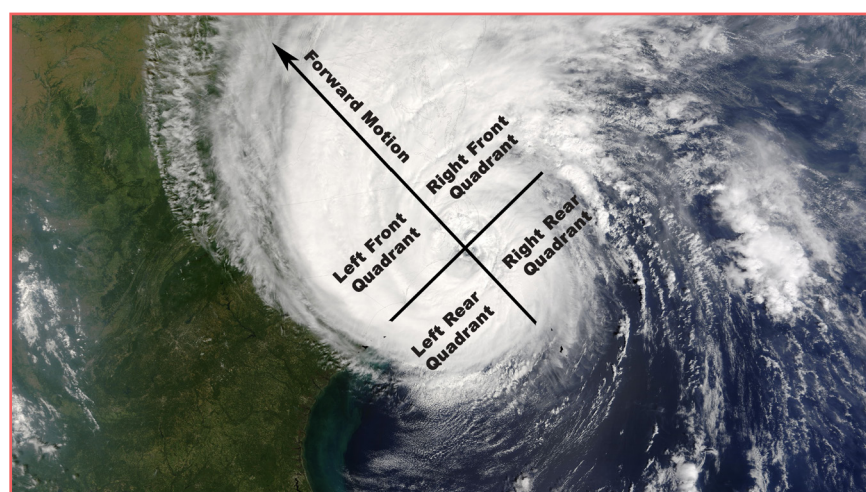 Forward Motion
Right Front
Quadrant
Left Front
Quadrant
Right Rear
Quadrant
Left Rear
Quadrant